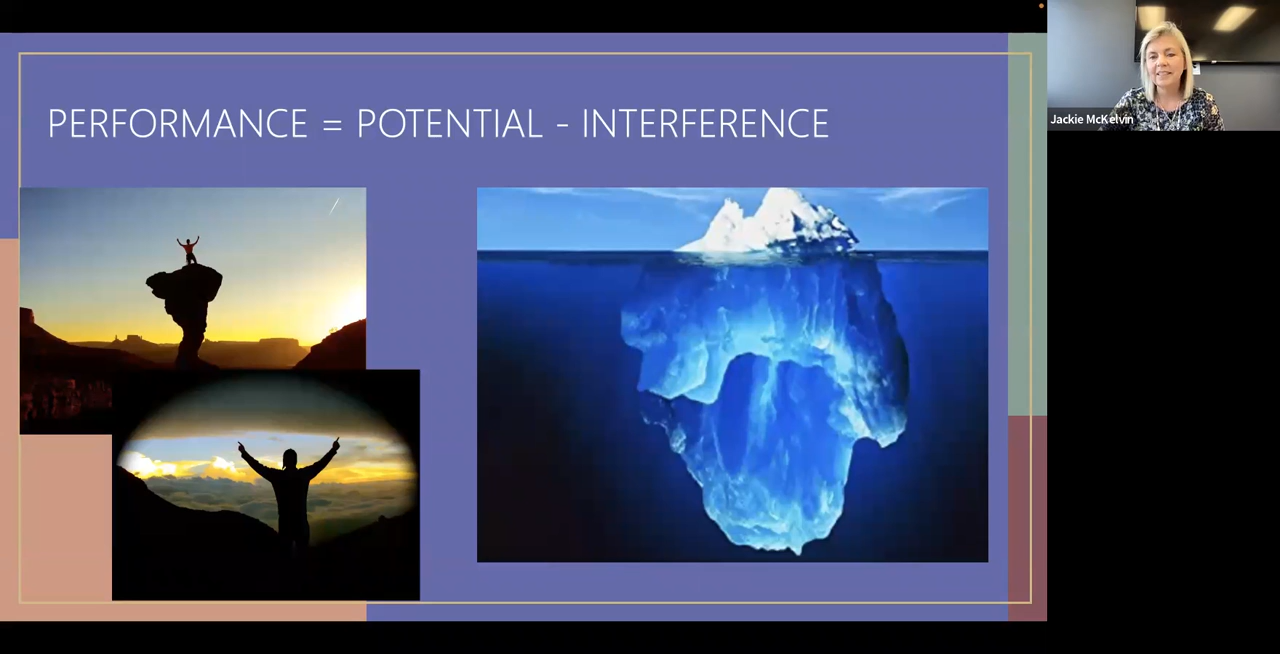 PERFORMANCE = POTENTIAL - INTERFERENCE
Jackie McKelvin